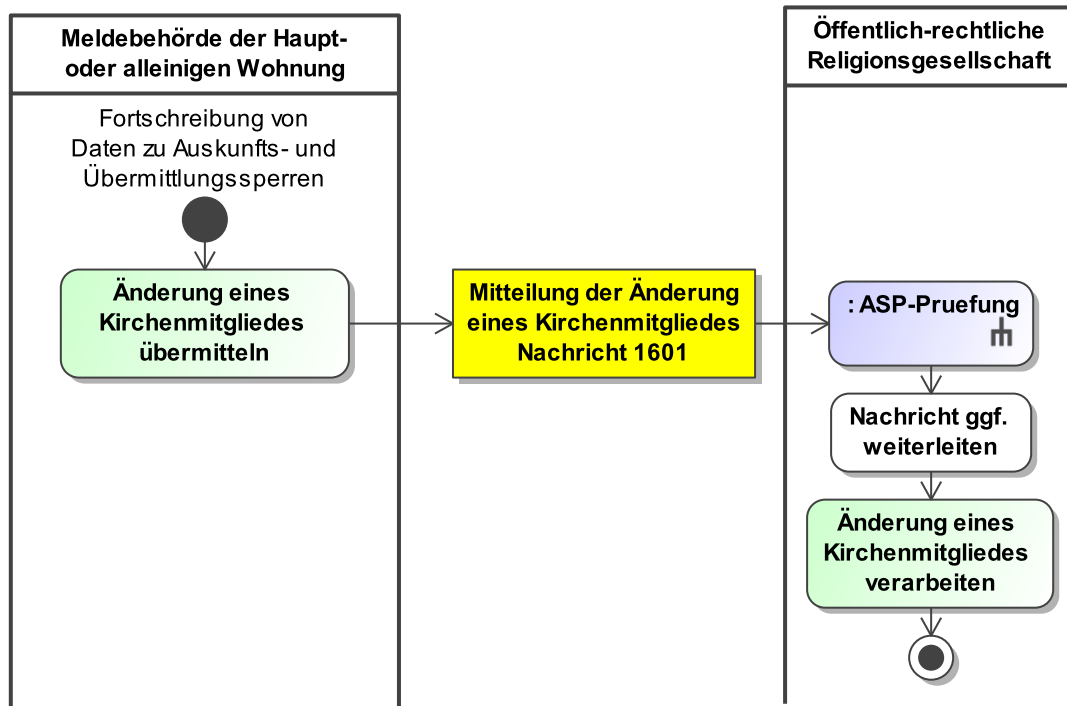 Meldebehörde der Haupt-
oder alleinigen Wohnung
Fortschreibung von
Daten zu Auskunfts- und
Übermittlungssperren
Änderung eines
Kirchenmitgliedes
übermitteln
Mitteilung der Änderung
eines Kirchenmitgliedes
Nachricht 1601
Öffentlich-rechtliche
Religionsgesellschaft
: ASP-Pruefung
Nachricht ggf.
weiterleiten
Änderung eines
Kirchenmitgliedes
verarbeiten